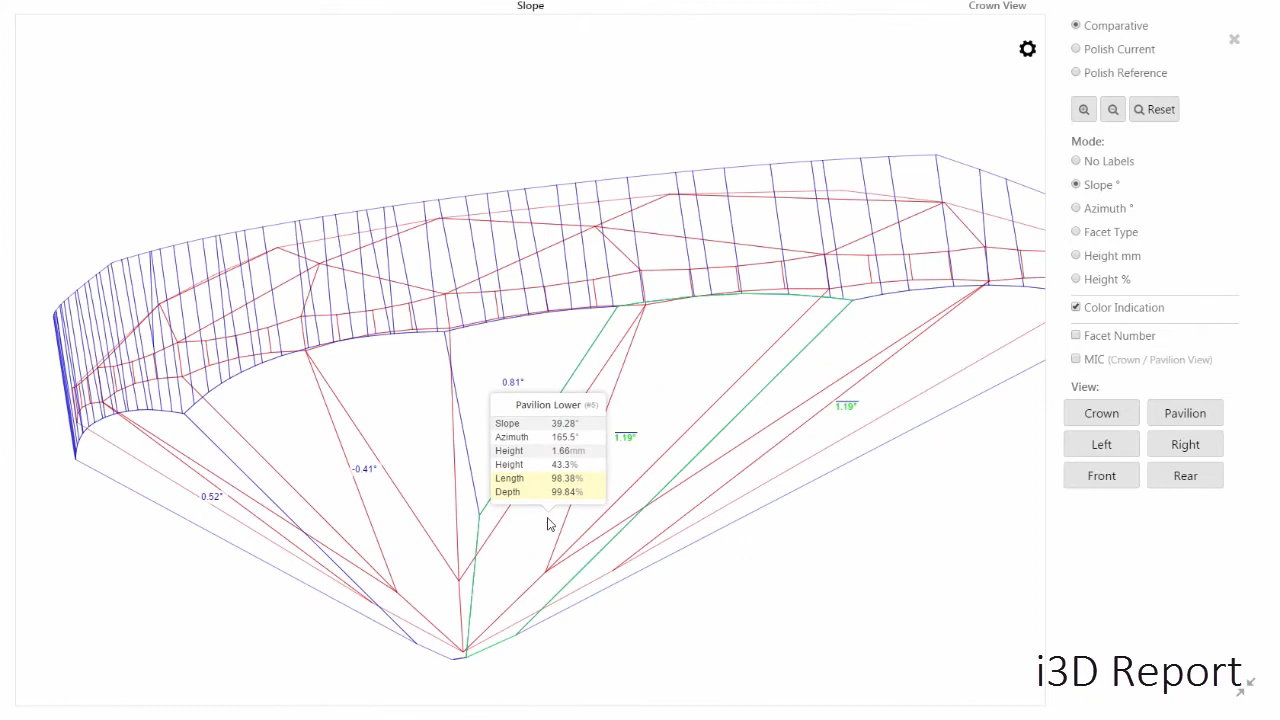 Slope
Crown View
Comparative
Polish Current
Polish Reference
Reset
Mode:
No Labels
Slope °
Azimuth °
Facet Type
Height mm
Height %
Color Indication
Facet Number
MIC (Crown / Pavilion View)
View:
Crown Pavilion
Left Right
Front Rear
0.81°
Pavilion Lower (#6)
Slope 39.28°
Azimuth 165.5°
Height 1.66mm
Height 43.3%
Length 98.38%
Depth 99.84%
1.19°
1.19°
-0.41°
0.52°
i3D Report